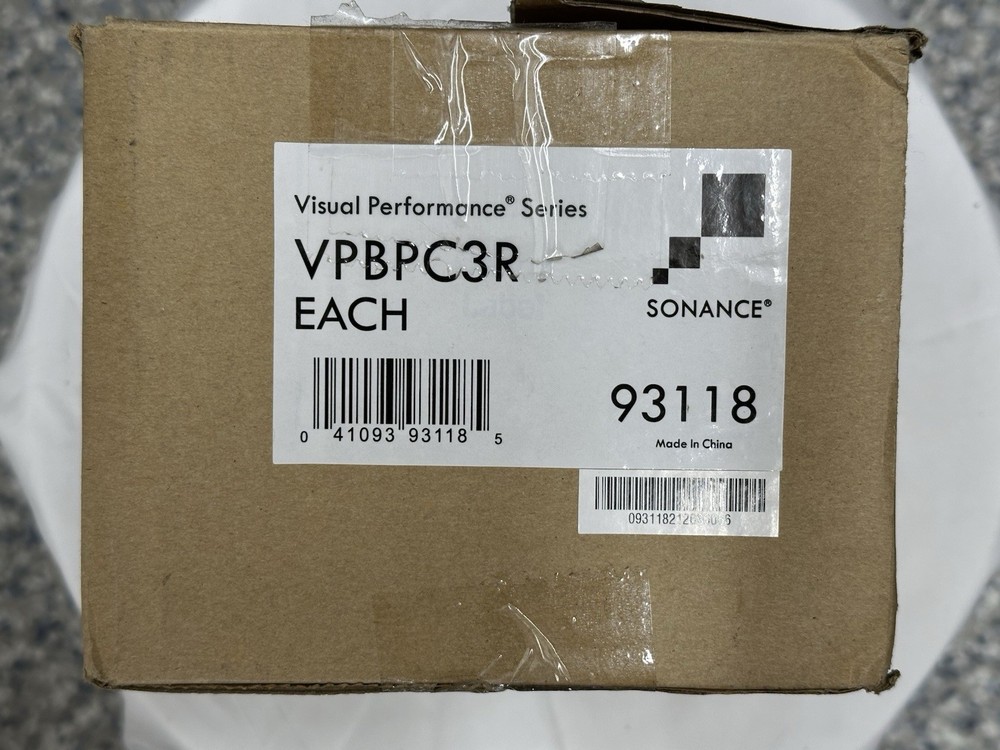 Visual Performance® Series
VPBPC3R
EACH
SONANCE®
0 41093 93118 5
93118
Made In China